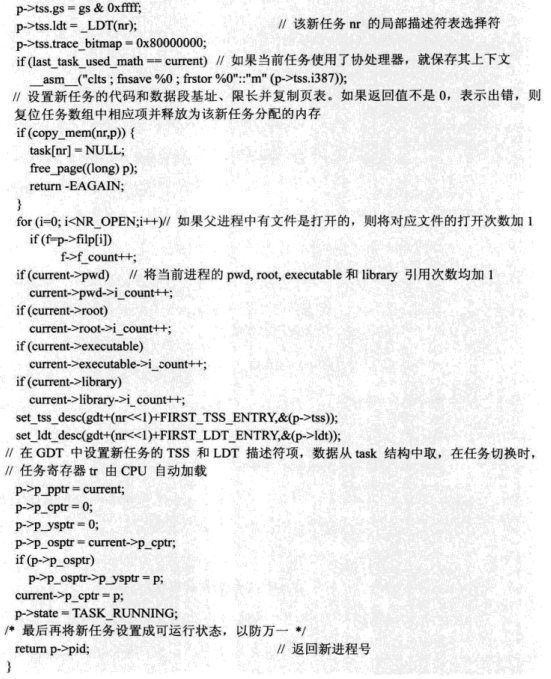 p->tss.gs = gs & 0xffff;
p->tss.ldt = _LDT(nr); // 该新任务 nr 的局部描述符表选择符
p->tss.trace_bitmap = 0x80000000;
if (last_task_used_math == current) // 如果当前任务使用了协处理器，就保存其上下文
__asm__("clts ; fnsave %0 ; frstor %0"::"m" (p->tss.i387));
// 设置新任务的代码和数据段基址、限长并复制页表。如果返回值不是 0，表示出错，则
复位任务数组中相应项并释放为该新任务分配的内存
if (copy_mem(nr,p)) {
task[nr] = NULL;
free_page((long) p);
return -EAGAIN;
}
for (i=0; i<NR_OPEN;i++)// 如果父进程中有文件是打开的，则将对应文件的打开次数加 1
if (f=p->filp[i])
f->f_count++;
if (current->pwd) // 将当前进程的 pwd, root, executable 和 library 引用次数均加 1
current->pwd->i_count++;
if (current->root)
current->root->i_count++;
if (current->executable)
current->executable->i_count++;
if (current->library)
current->library->i_count++;
set_tss_desc(gdt+(nr<<1)+FIRST_TSS_ENTRY,&(p->tss));
set_ldt_desc(gdt+(nr<<1)+FIRST_LDT_ENTRY,&(p->ldt));
// 在 GDT 中设置新任务的 TSS 和 LDT 描述符项，数据从 task 结构中取，在任务切换时，
// 任务寄存器 tr 由 CPU 自动加载
p->p_pptr = current;
p->p_cptr = 0;
p->p_ysptr = 0;
p->p_osptr = current->p_cptr;
if (p->p_osptr)
p->p_osptr->p_ysptr = p;
current->p_cptr = p;
p->state = TASK_RUNNING;
/* 最后再将新任务设置成可运行状态，以防万一 */
return p->pid; // 返回新进程号
}